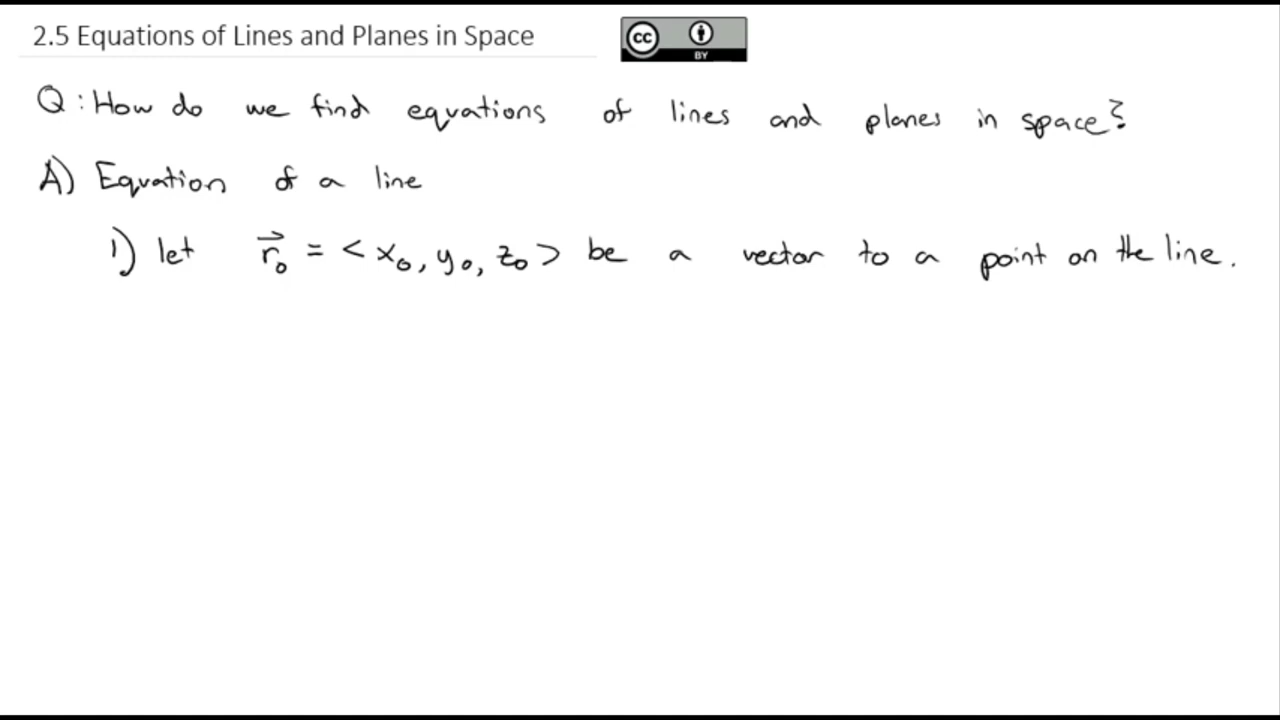 2.5 Equations of Lines and Planes in Space
cc BY
Q: How do we find equations of lines and planes in space?
A) Equation of a line
1) let r⃗₀ = < x₀, y₀, z₀ > be a vector to a point on the line.